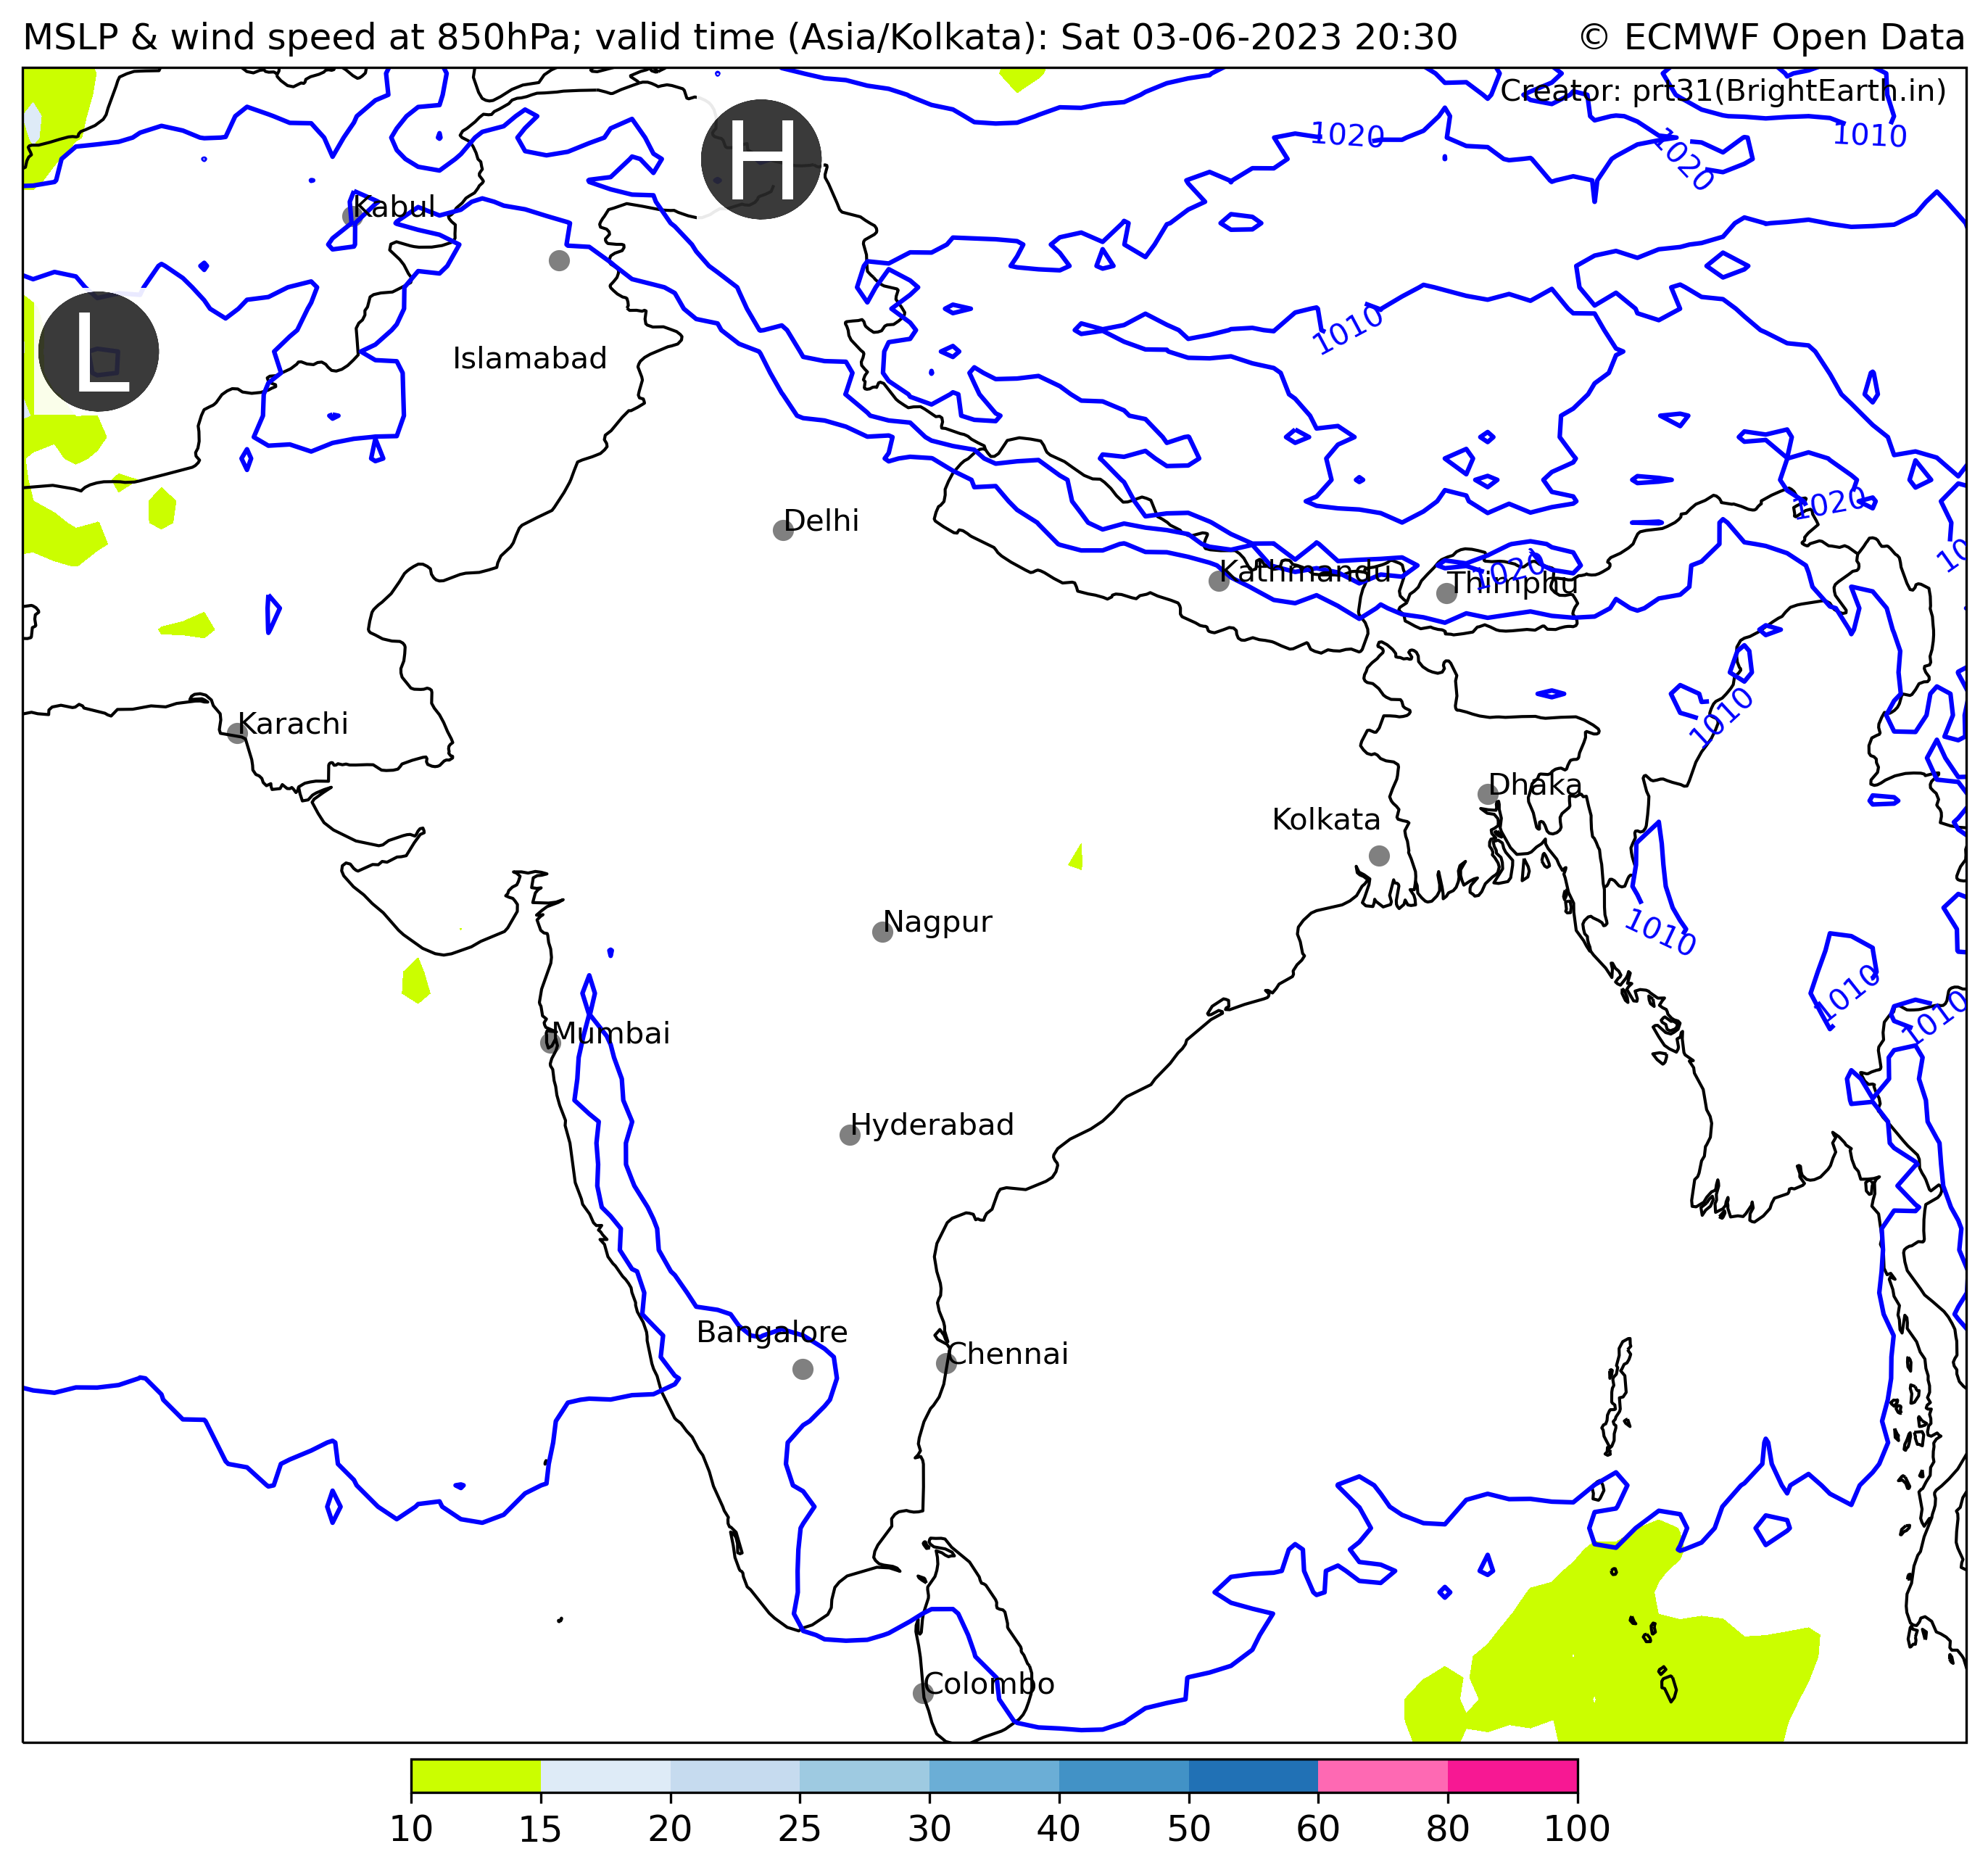 MSLP & wind speed at 850hPa; valid time (Asia/Kolkata): Sat 03-06-2023 20:30
© ECMWF Open Data
Creator: prt31(BrightEarth.in)
1020
1020
1010
H
Kabul
L
Islamabad
1010
1020
Delhi
10
Kathmandu
1020
Thimphu
Karachi
1010
Dhaka
Kolkata
Nagpur
1010
1010
1010
Mumbai
Hyderabad
Bangalore
Chennai
Colombo
10 15 20 25 30 40 50 60 80 100